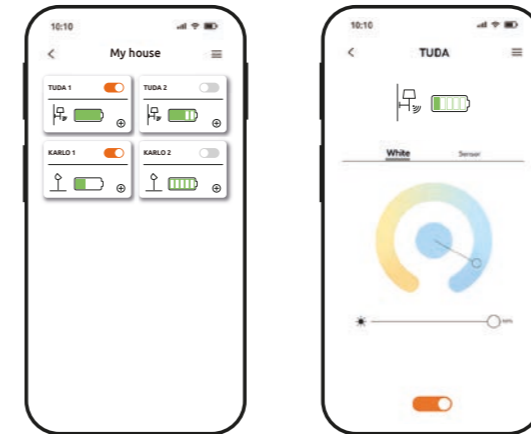 10:10
My house
TUDA 1
TUDA 2
KARLO 1
KARLO 2
10:10
TUDA
White
Sensor